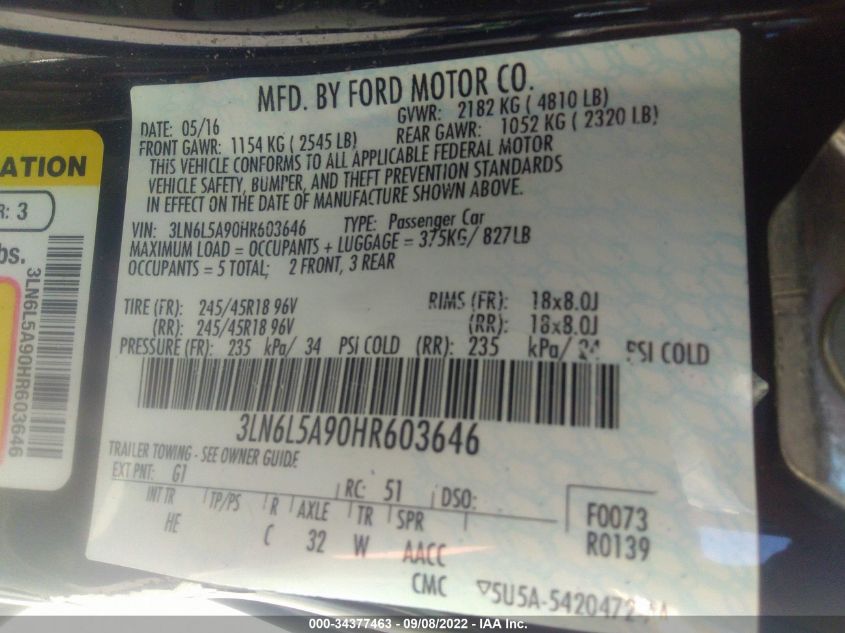 MFD. BY FORD MOTOR CO.
DATE: 05/16 GVWR: 2182 KG ( 4810 LB)
FRONT GAWR: 1154 KG ( 2545 LB) REAR GAWR: 1052 KG ( 2320 LB)
THIS VEHICLE CONFORMS TO ALL APPLICABLE FEDERAL MOTOR
VEHICLE SAFETY, BUMPER, AND THEFT PREVENTION STANDARDS
IN EFFECT ON THE DATE OF MANUFACTURE SHOWN ABOVE.
VIN: 3LN6L5A90HR603646 TYPE: Passenger Car
MAXIMUM LOAD = OCCUPANTS + LUGGAGE = 375KG/ 827LB
OCCUPANTS = 5 TOTAL; 2 FRONT, 3 REAR
TIRE (FR): 245/45R18 96V RIMS (FR): 18x8.0J
(RR): 245/45R18 96V (RR): 18x8.0J
PRESSURE (FR): 235 kPa/ 34 PSI COLD (RR): 235 kPa/ PSI COLD
3LN6L5A90HR603646
TRAILER TOWING - SEE OWNER GUIDE
EXT PNT: G1 RC: 51 DSO:
INT TR TP/PS R AXLE TR SPR F0073
HE C 32 W AACC R0139
CMC
ATION
R: 3
bs.
3LN6L5A90HR603646
000-34377463 - 09/08/2022 - IAA Inc.